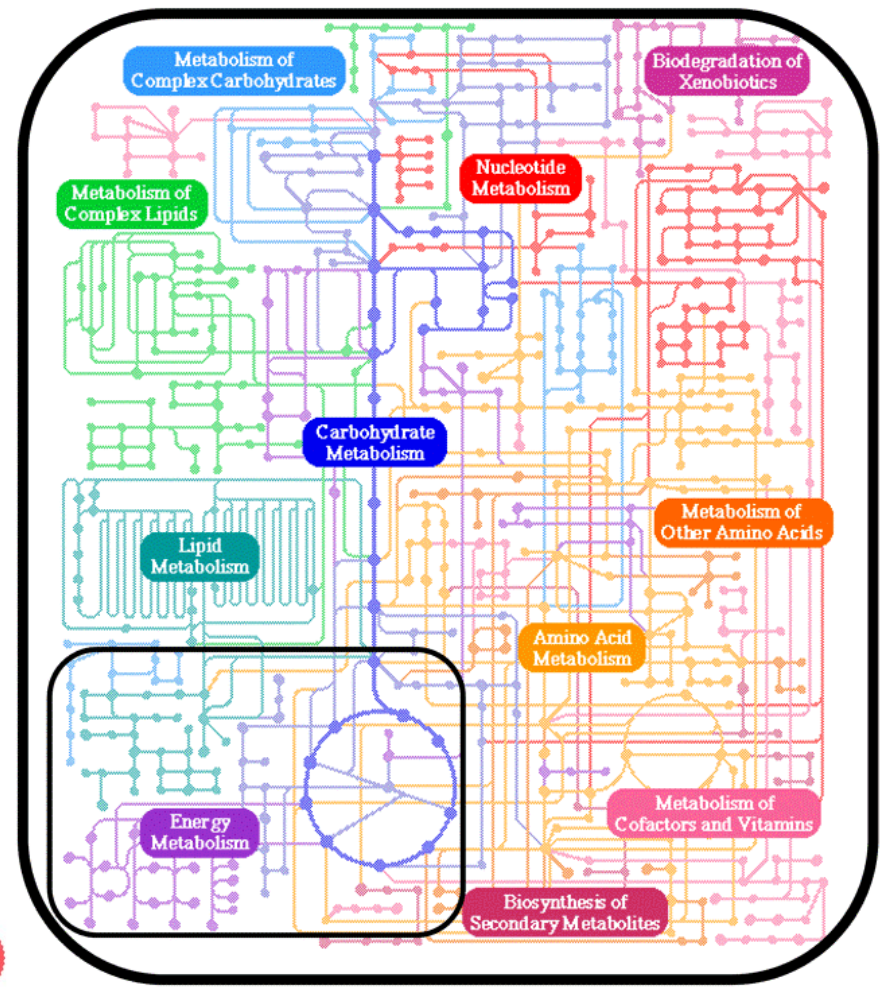 Metabolism of
Complex Carbohydrates
Biodegradation of
Xenobiotics
Nucleotide
Metabolism
Metabolism of
Complex Lipids
Carbohydrate
Metabolism
Metabolism of
Other Amino Acids
Lipid
Metabolism
Amino Acid
Metabolism
Metabolism of
Cofactors and Vitamins
Energy
Metabolism
Biosynthesis of
Secondary Metabolites